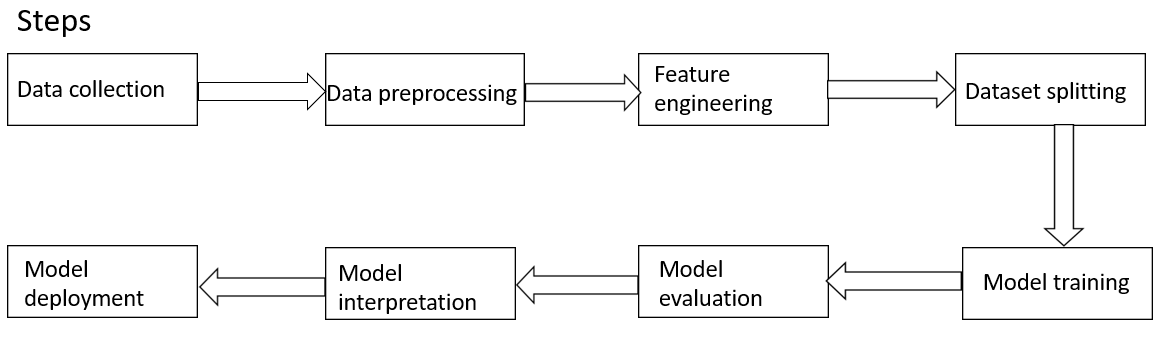 Steps
Data collection
Data preprocessing
Feature
engineering
Dataset splitting
Model training
Model
evaluation
Model
interpretation
Model
deployment